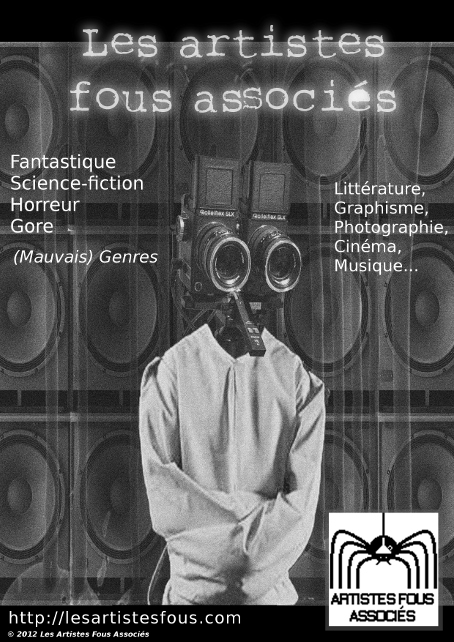 Les artistes
fous associés
Fantastique
Science-fiction
Horreur
Gore
(Mauvais) Genres
Littérature,
Graphisme,
Photographie,
Cinéma,
Musique...
Rolleiflex SLX
Rolleiflex SLX
ARTISTES FOUS
ASSOCIÉS
http://lesartistesfous.com
© 2012 Les Artistes Fous Associés